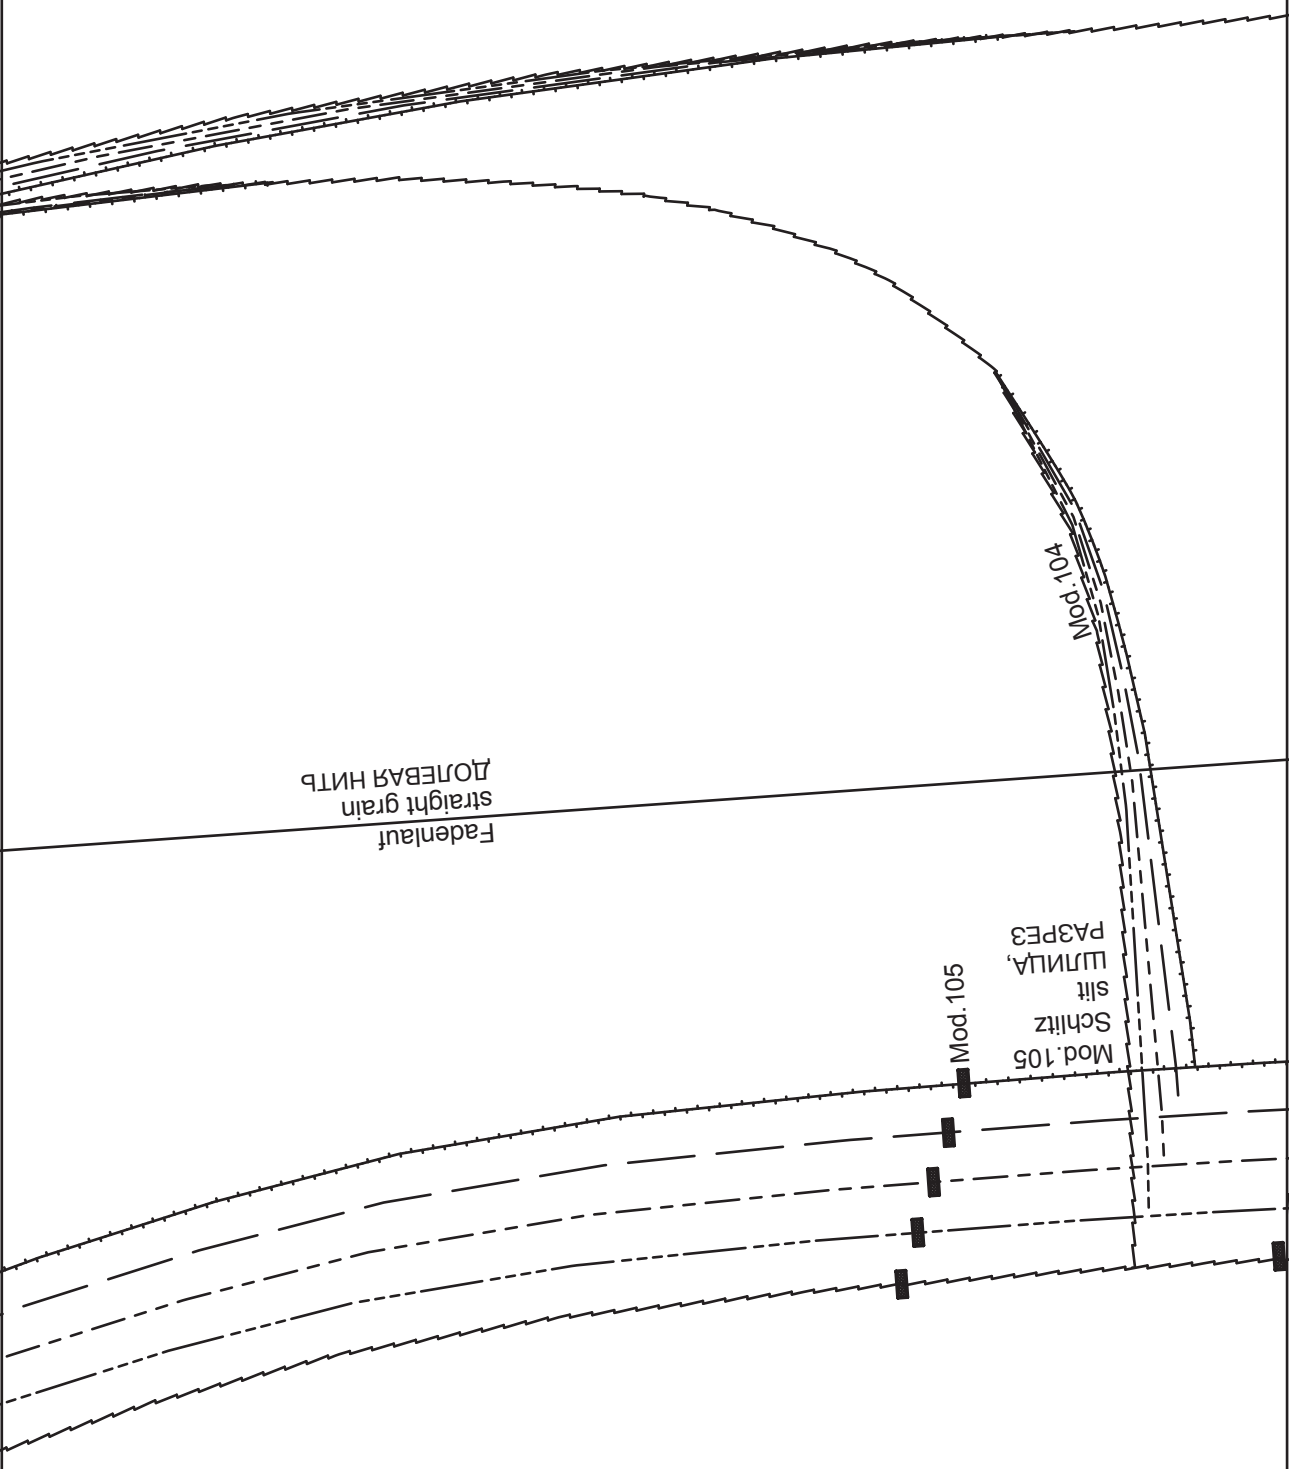 Mod.104
Fadenlauf
straight grain
ДОЛЕВАЯ НИТЬ
Mod.105
Mod.105
Schlitz
slit
ШЛИЦА,
РАЗРЕЗ